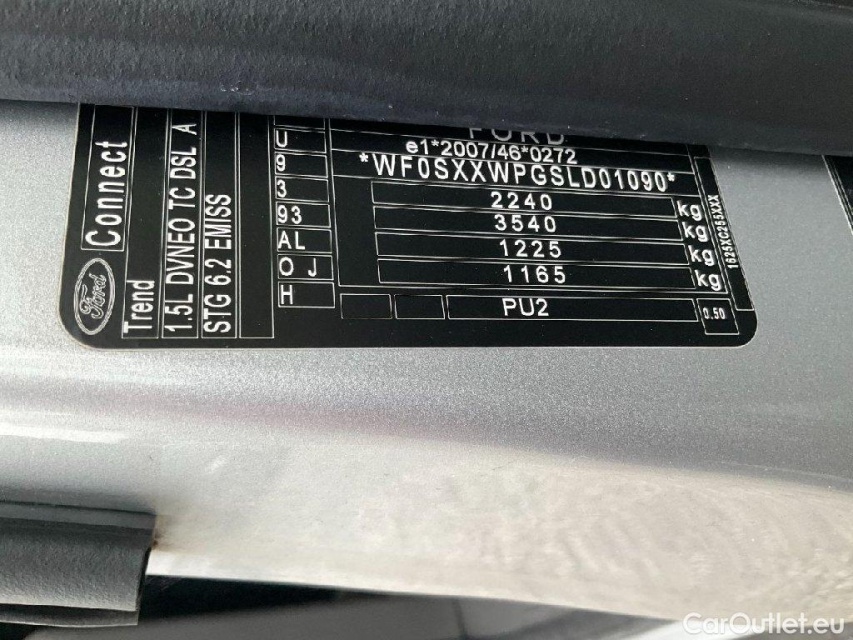 FORD
e1*2007/46*0272
*WF0SXXWPGSLD01090*
2240 kg
3540 kg
1225 kg
1165 kg
PU2
0.50
1625XC255XXX
U
9
3
93
AL
O J
H
Ford
Connect
Trend
1.5L DVNEO TC DSL A
STG 6.2 EMISS
CarOutlet.eu